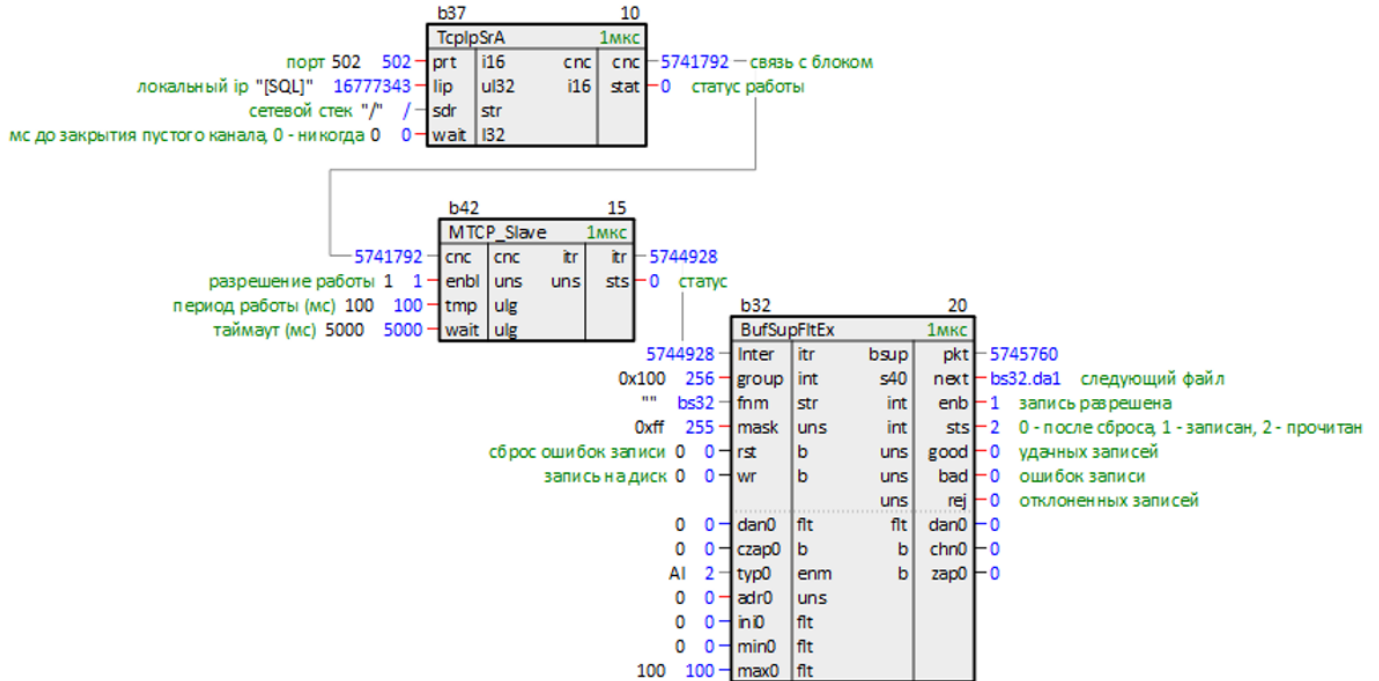 b37 10
TcpIpSrA 1мкс
порт 502 502 prt i16 cnc cnc 5741792 связь с блоком
локальный ip "[SQL]" 16777343 lip ul32 i16 stat 0 статус работы
сетевой стек "/" / sdr str
мс до закрытия пустого канала, 0 - никогда 0 0 wait l32
b42 15
MTCP_Slave 1мкс
5741792 cnc cnc itr itr 5744928
разрешение работы 1 1 enbl uns uns sts 0 статус
период работы (мс) 100 100 tmp ulg
таймаут (мс) 5000 5000 wait ulg
b32 20
BufSupFltEx 1мкс
5744928 Inter itr bsup pkt 5745760
0x100 256 group int s40 next bs32.da1 следующий файл
"" bs32 fnm str int enb 1 запись разрешена
0xff 255 mask uns int sts 2 0 - после сброса, 1 - записан, 2 - прочитан
сброс ошибок записи 0 0 rst b uns good 0 удачных записей
запись на диск 0 0 wr b uns bad 0 ошибок записи
uns rej 0 отклоненных записей
0 0 dan0 flt flt dan0 0
0 0 czap0 b b chn0 0
AI 2 typ0 enm b zap0 0
0 0 adr0 uns
0 0 ini0 flt
0 0 min0 flt
100 100 max0 flt